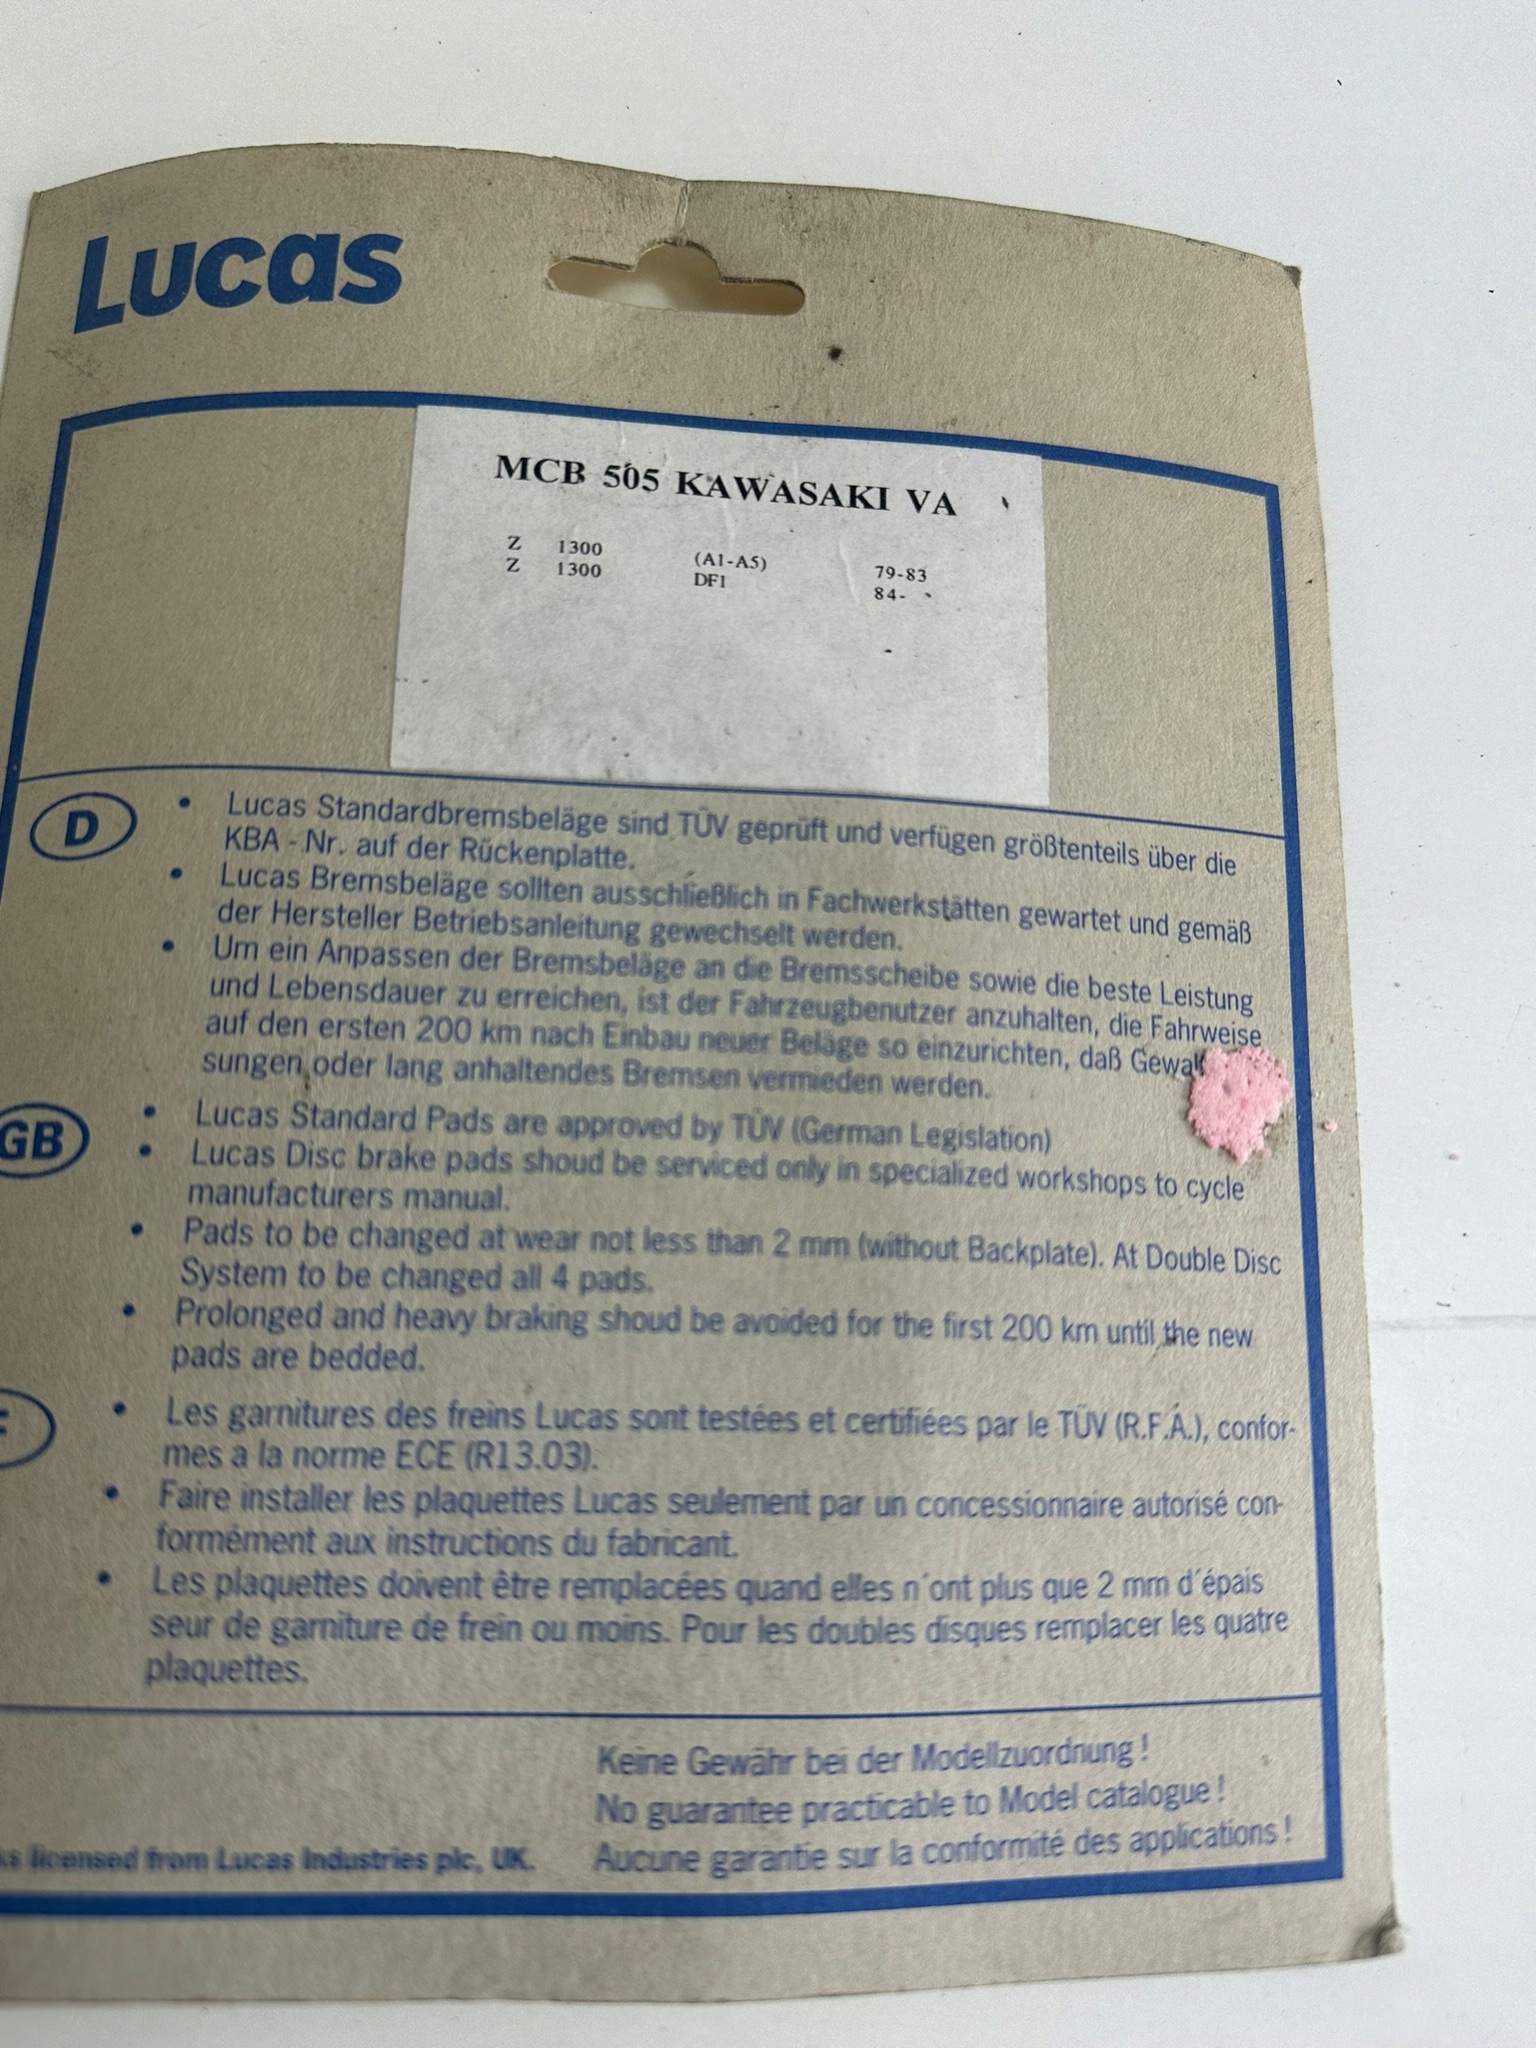 Lucas
MCB 505 KAWASAKI VA
Z 1300 (A1-A5) 79-83
Z 1300 DF1 84-
D
• Lucas Standardbremsbeläge sind TÜV geprüft und verfügen größtenteils über die
KBA - Nr. auf der Rückenplatte.
• Lucas Bremsbeläge sollten ausschließlich in Fachwerkstätten gewartet und gemäß
der Hersteller Betriebsanleitung gewechselt werden.
• Um ein Anpassen der Bremsbeläge an die Bremsscheibe sowie die beste Leistung
und Lebensdauer zu erreichen, ist der Fahrzeugbenutzer anzuhalten, die Fahrweise
auf den ersten 200 km nach Einbau neuer Beläge so einzurichten, daß
sungen oder lang anhaltendes Bremsen vermieden werden.
GB
• Lucas Standard Pads are approved by TÜV (German Legislation)
• Lucas Disc brake pads shoud be serviced only in specialized workshops to cycle
manufacturers manual.
• Pads to be changed at wear not less than 2 mm (without Backplate). At Double Disc
System to be changed all 4 pads.
• Prolonged and heavy braking shoud be avoided for the first 200 km until the new
pads are bedded.
F
• Les garnitures des freins Lucas sont testées et certifiées par le TÜV (R.F.A.), confor-
mes a la norme ECE (R13.03).
• Faire installer les plaquettes Lucas seulement par un concessionnaire autorisé con-
formément aux instructions du fabricant.
• Les plaquettes doivent être remplacées quand elles n´ont plus que 2 mm d´épais
seur de garniture de frein ou moins. Pour les doubles disques remplacer les quatre
plaquettes.
Keine Gewähr bei der Modellzuordnung!
No guarantee practicable to Model catalogue!
Aucune garantie sur la conformité des applications!
licensed from Lucas Industries plc, UK.